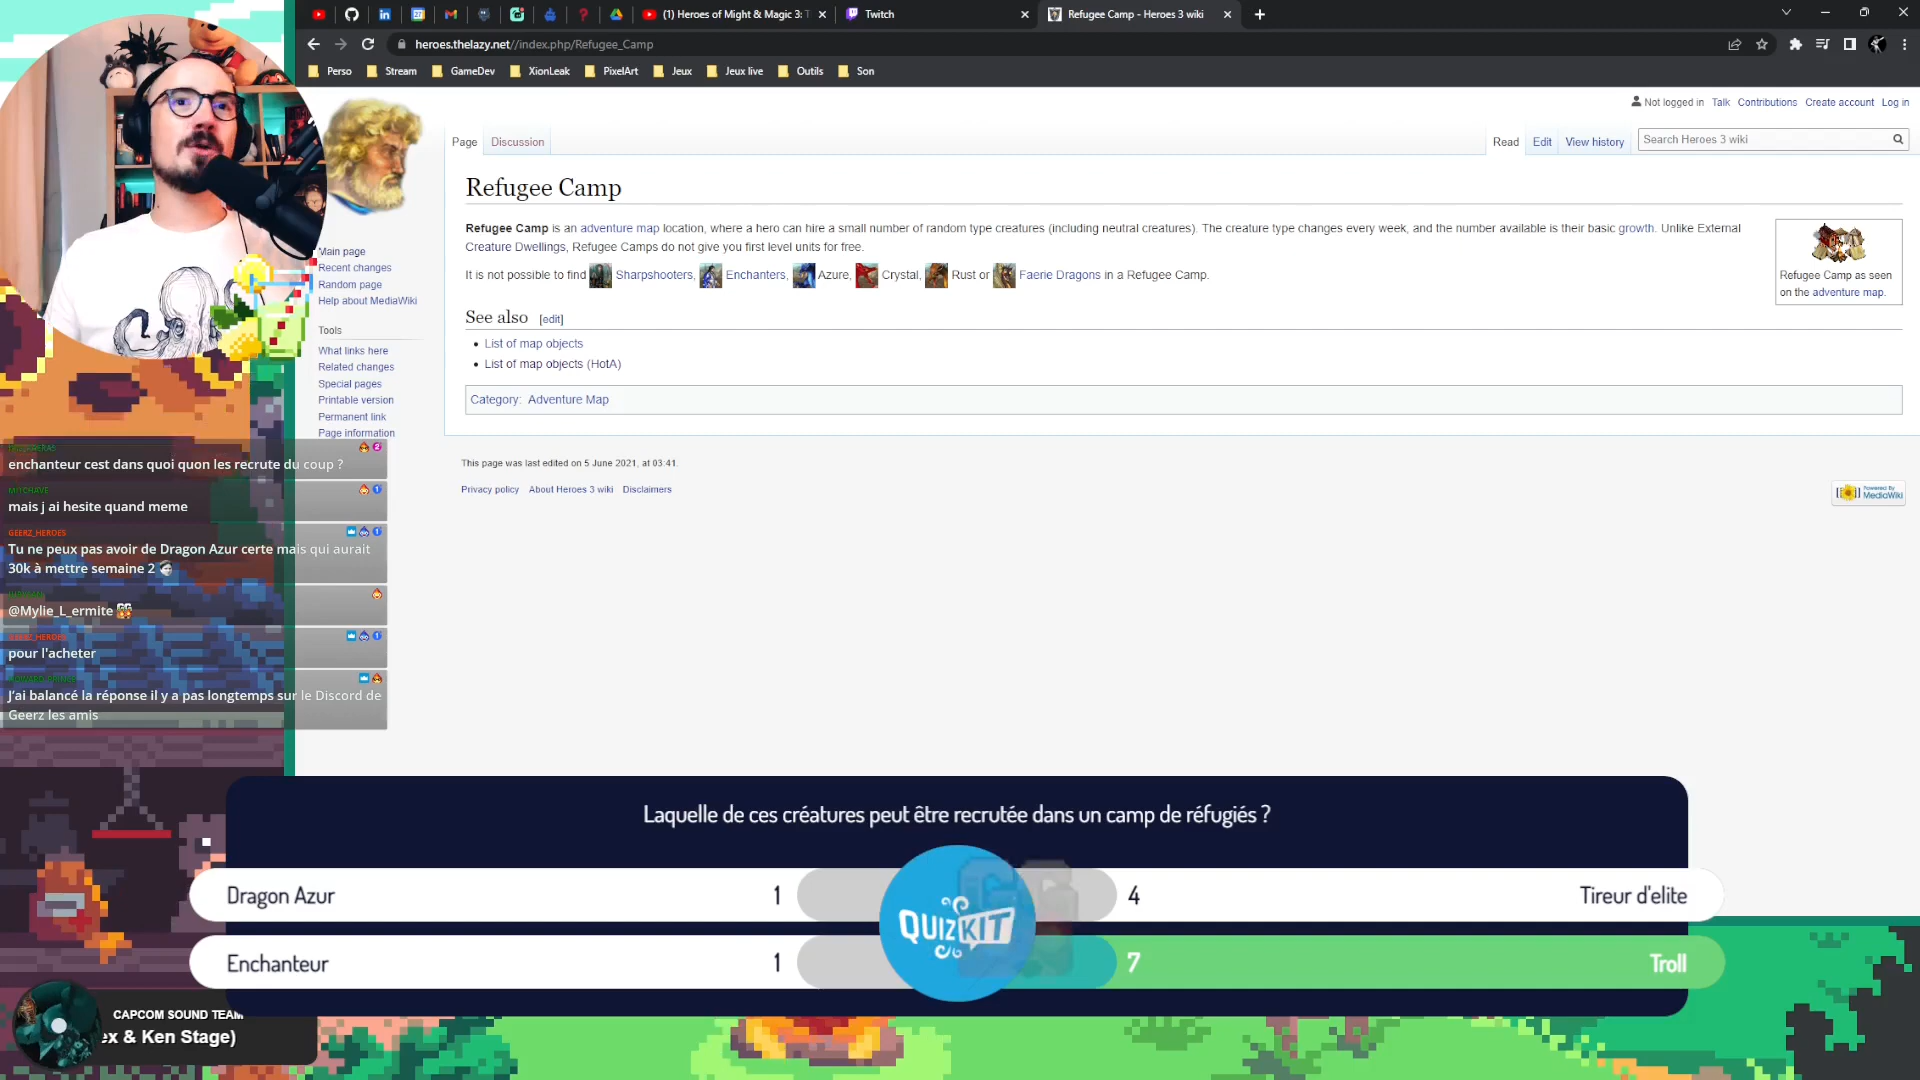 (1) Heroes of Might & Magic 3: T
Twitch
Refugee Camp - Heroes 3 wiki
heroes.thelazy.net//index.php/Refugee_Camp
Perso
Stream
GameDev
XionLeak
PixelArt
Jeux
Jeux live
Outils
Son
Not logged in Talk Contributions Create account Log in
Page
Discussion
Read
Edit
View history
Search Heroes 3 wiki
Refugee Camp
Refugee Camp is an adventure map location, where a hero can hire a small number of random type creatures (including neutral creatures). The creature type changes every week, and the number available is their basic growth. Unlike External
Creature Dwellings, Refugee Camps do not give you first level units for free.
It is not possible to find Sharpshooters, Enchanters, Azure, Crystal, Rust or Faerie Dragons in a Refugee Camp.
Refugee Camp as seen
on the adventure map.
See also [edit]
List of map objects
List of map objects (HotA)
Category: Adventure Map
This page was last edited on 5 June 2021, at 03:41.
Privacy policy About Heroes 3 wiki Disclaimers
Powered By
MediaWiki
Main page
Recent changes
Random page
Help about MediaWiki
Tools
What links here
Related changes
Special pages
Printable version
Permanent link
Page information
enchanteur cest dans quoi quon les recrute du coup ?
mais j ai hesite quand meme
GEERZ_HEROES
Tu ne peux pas avoir de Dragon Azur certe mais qui aurait
30k à mettre semaine 2
@Mylie_L_ermite
GEERZ_HEROES
pour l'acheter
J'ai balancé la réponse il y a pas longtemps sur le Discord de
Geerz les amis
Laquelle de ces créatures peut être recrutée dans un camp de réfugiés ?
Dragon Azur 1
4 Tireur d'elite
Enchanteur 1
7 Troll
QUIZKIT
CAPCOM SOUND TEAM
ex & Ken Stage)